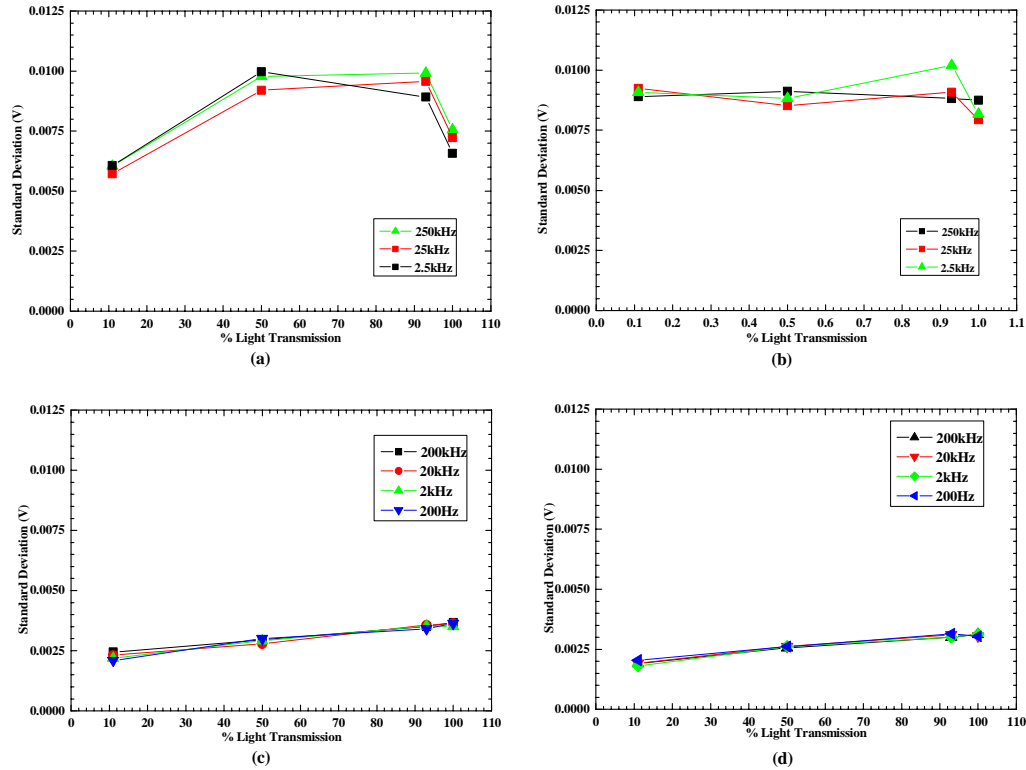 0.0125
0.0100
0.0075
0.0050
0.0025
0.0000
Standard Deviation (V)
250kHz
25kHz
2.5kHz
0 10 20 30 40 50 60 70 80 90 100 110
% Light Transmission
(a)
0.0125
0.0100
0.0075
0.0050
0.0025
0.0000
Standard Deviation (V)
250kHz
25kHz
2.5kHz
0.0 0.1 0.2 0.3 0.4 0.5 0.6 0.7 0.8 0.9 1.0 1.1
% Light Transmission
(b)
0.0125
0.0100
0.0075
0.0050
0.0025
0.0000
Standard Deviation (V)
200kHz
20kHz
2kHz
200Hz
0 10 20 30 40 50 60 70 80 90 100 110
% Light Transmission
(c)
0.0125
0.0100
0.0075
0.0050
0.0025
0.0000
Standard Deviation (V)
200kHz
20kHz
2kHz
200Hz
0 10 20 30 40 50 60 70 80 90 100 110
% Light Transmission
(d)